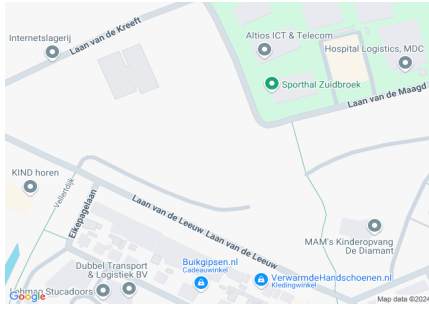 Internetslagerij
Laan van de Kreeft
Altios ICT & Telecom
Hospital Logistics, MDC
Sporthal Zuidbroek
Laan van de Maagd
KIND horen
Vellertdijk
Eikepagelaan
Laan van de Leeuw
Laan van de Leeuw
MAM's Kinderopvang
De Diamant
Dubbel Transport
& Logistiek BV
Buikgipsen.nl
Cadeauwinkel
VerwarmdeHandschoenen.nl
Kledingwinkel
Lehman Stucadoors
Google
Map data ©2024